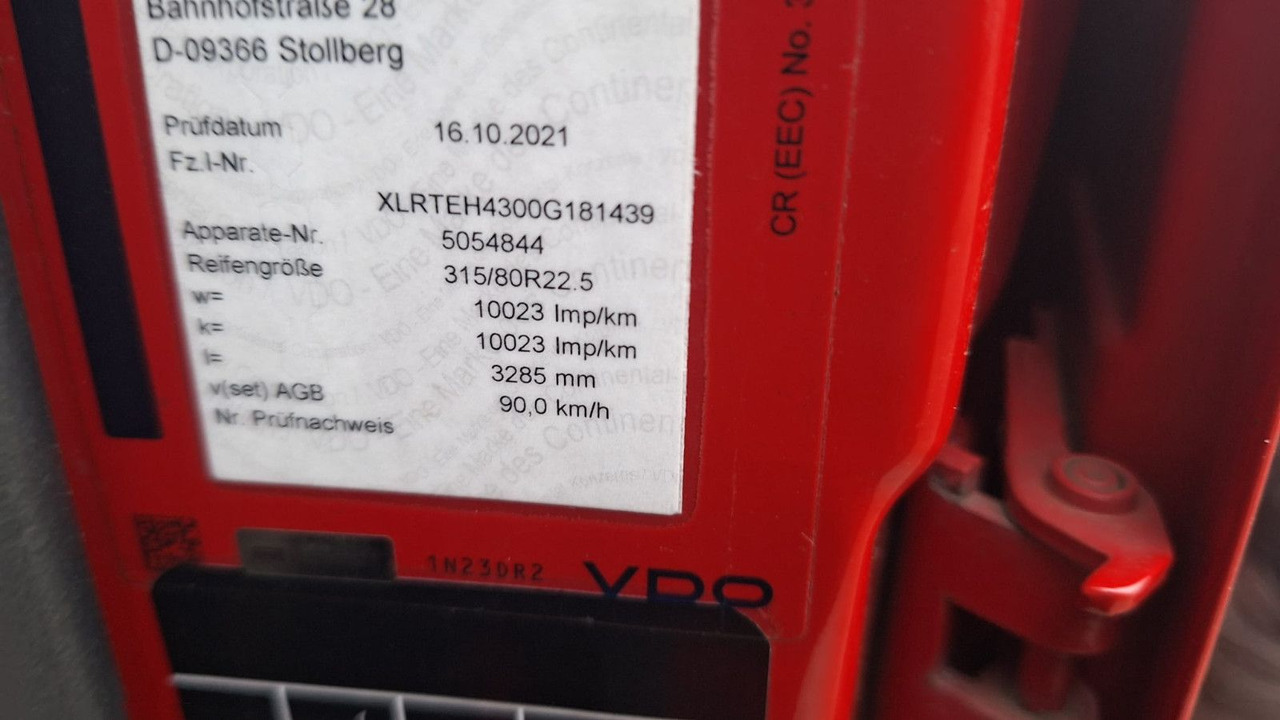 Bahnhofstraße 28
D-09366 Stollberg
Prüfdatum 16.10.2021
Fz.I-Nr.
XLRTEH4300G181439
Apparate-Nr. 5054844
Reifengröße 315/80R22.5
w= 10023 Imp/km
k= 10023 Imp/km
l= 3285 mm
v(set) AGB 90,0 km/h
Nr. Prüfnachweis
1N230R2
VDO
CR (EEC) No.